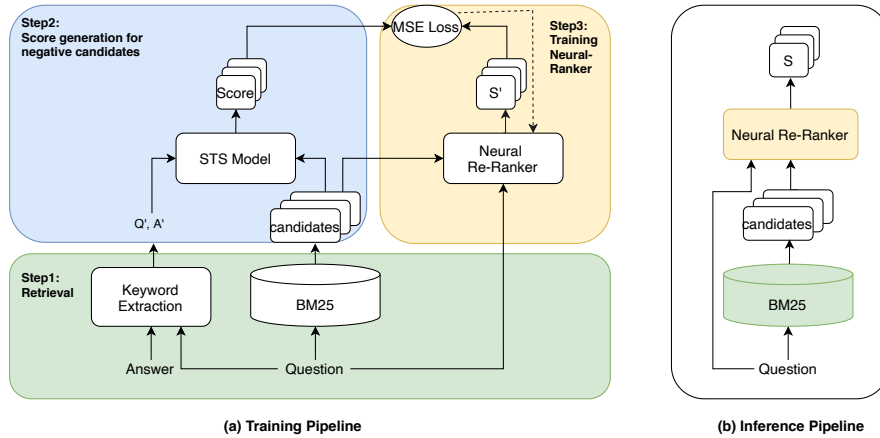 Step2:
Score generation for
negative candidates
MSE Loss
Step3:
Training
Neural-
Ranker
Score
S'
STS Model
Neural
Re-Ranker
Q', A'
candidates
Step1:
Retrieval
Keyword
Extraction
BM25
Answer
Question
(a) Training Pipeline
S
Neural Re-Ranker
candidates
BM25
Question
(b) Inference Pipeline